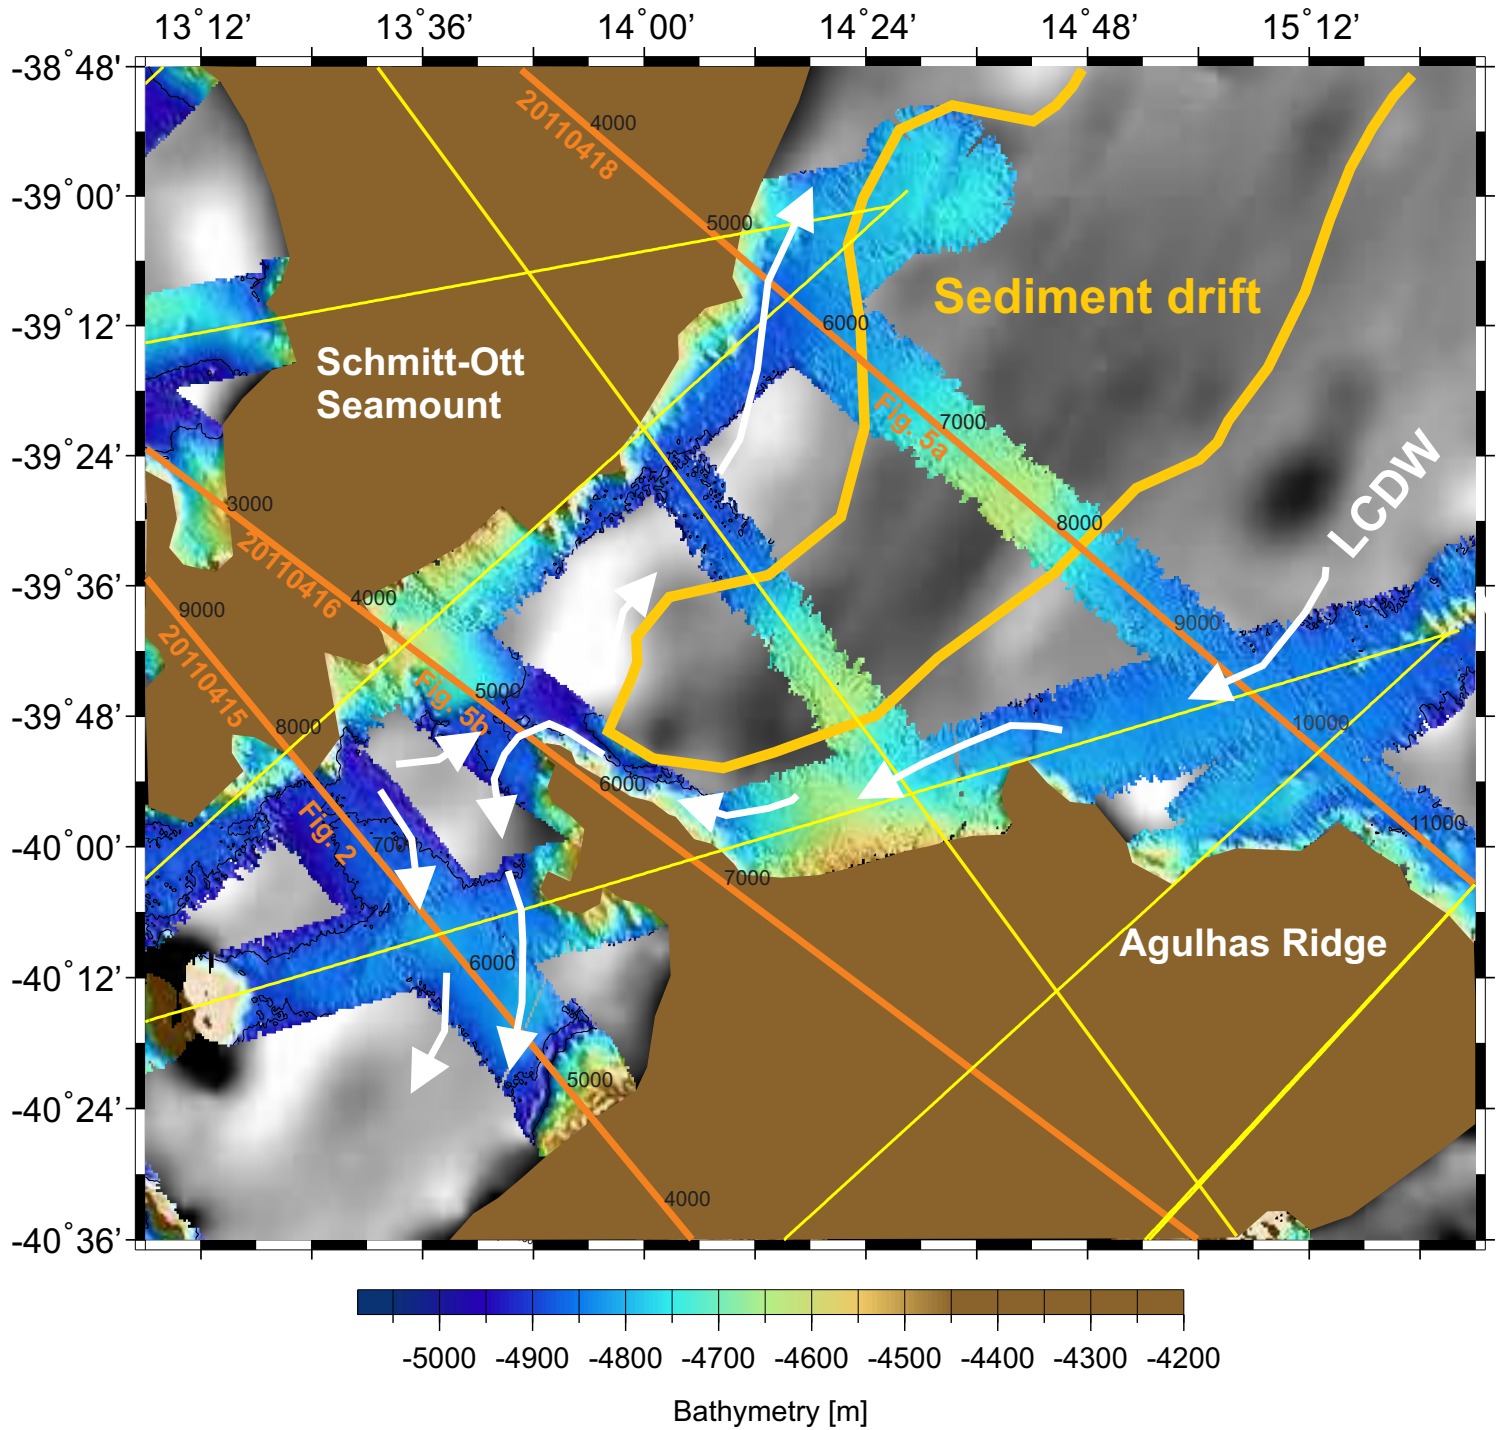 13°12’ 13°36’ 14°00’ 14°24’ 14°48’ 15°12’
-38°48’
-39°00’
-39°12’
-39°24’
-39°36’
-39°48’
-40°00’
-40°12’
-40°24’
-40°36’
20110418
4000
5000
Sediment drift
6000
Schmitt-Ott
Seamount
Fig. 5a
7000
LCDW
3000
8000
20110416
4000
9000
9000
20110415
Fig. 5b
5000
8000
10000
6000
Fig. 2
7000
11000
7000
Agulhas Ridge
6000
5000
4000
-5000 -4900 -4800 -4700 -4600 -4500 -4400 -4300 -4200
Bathymetry [m]